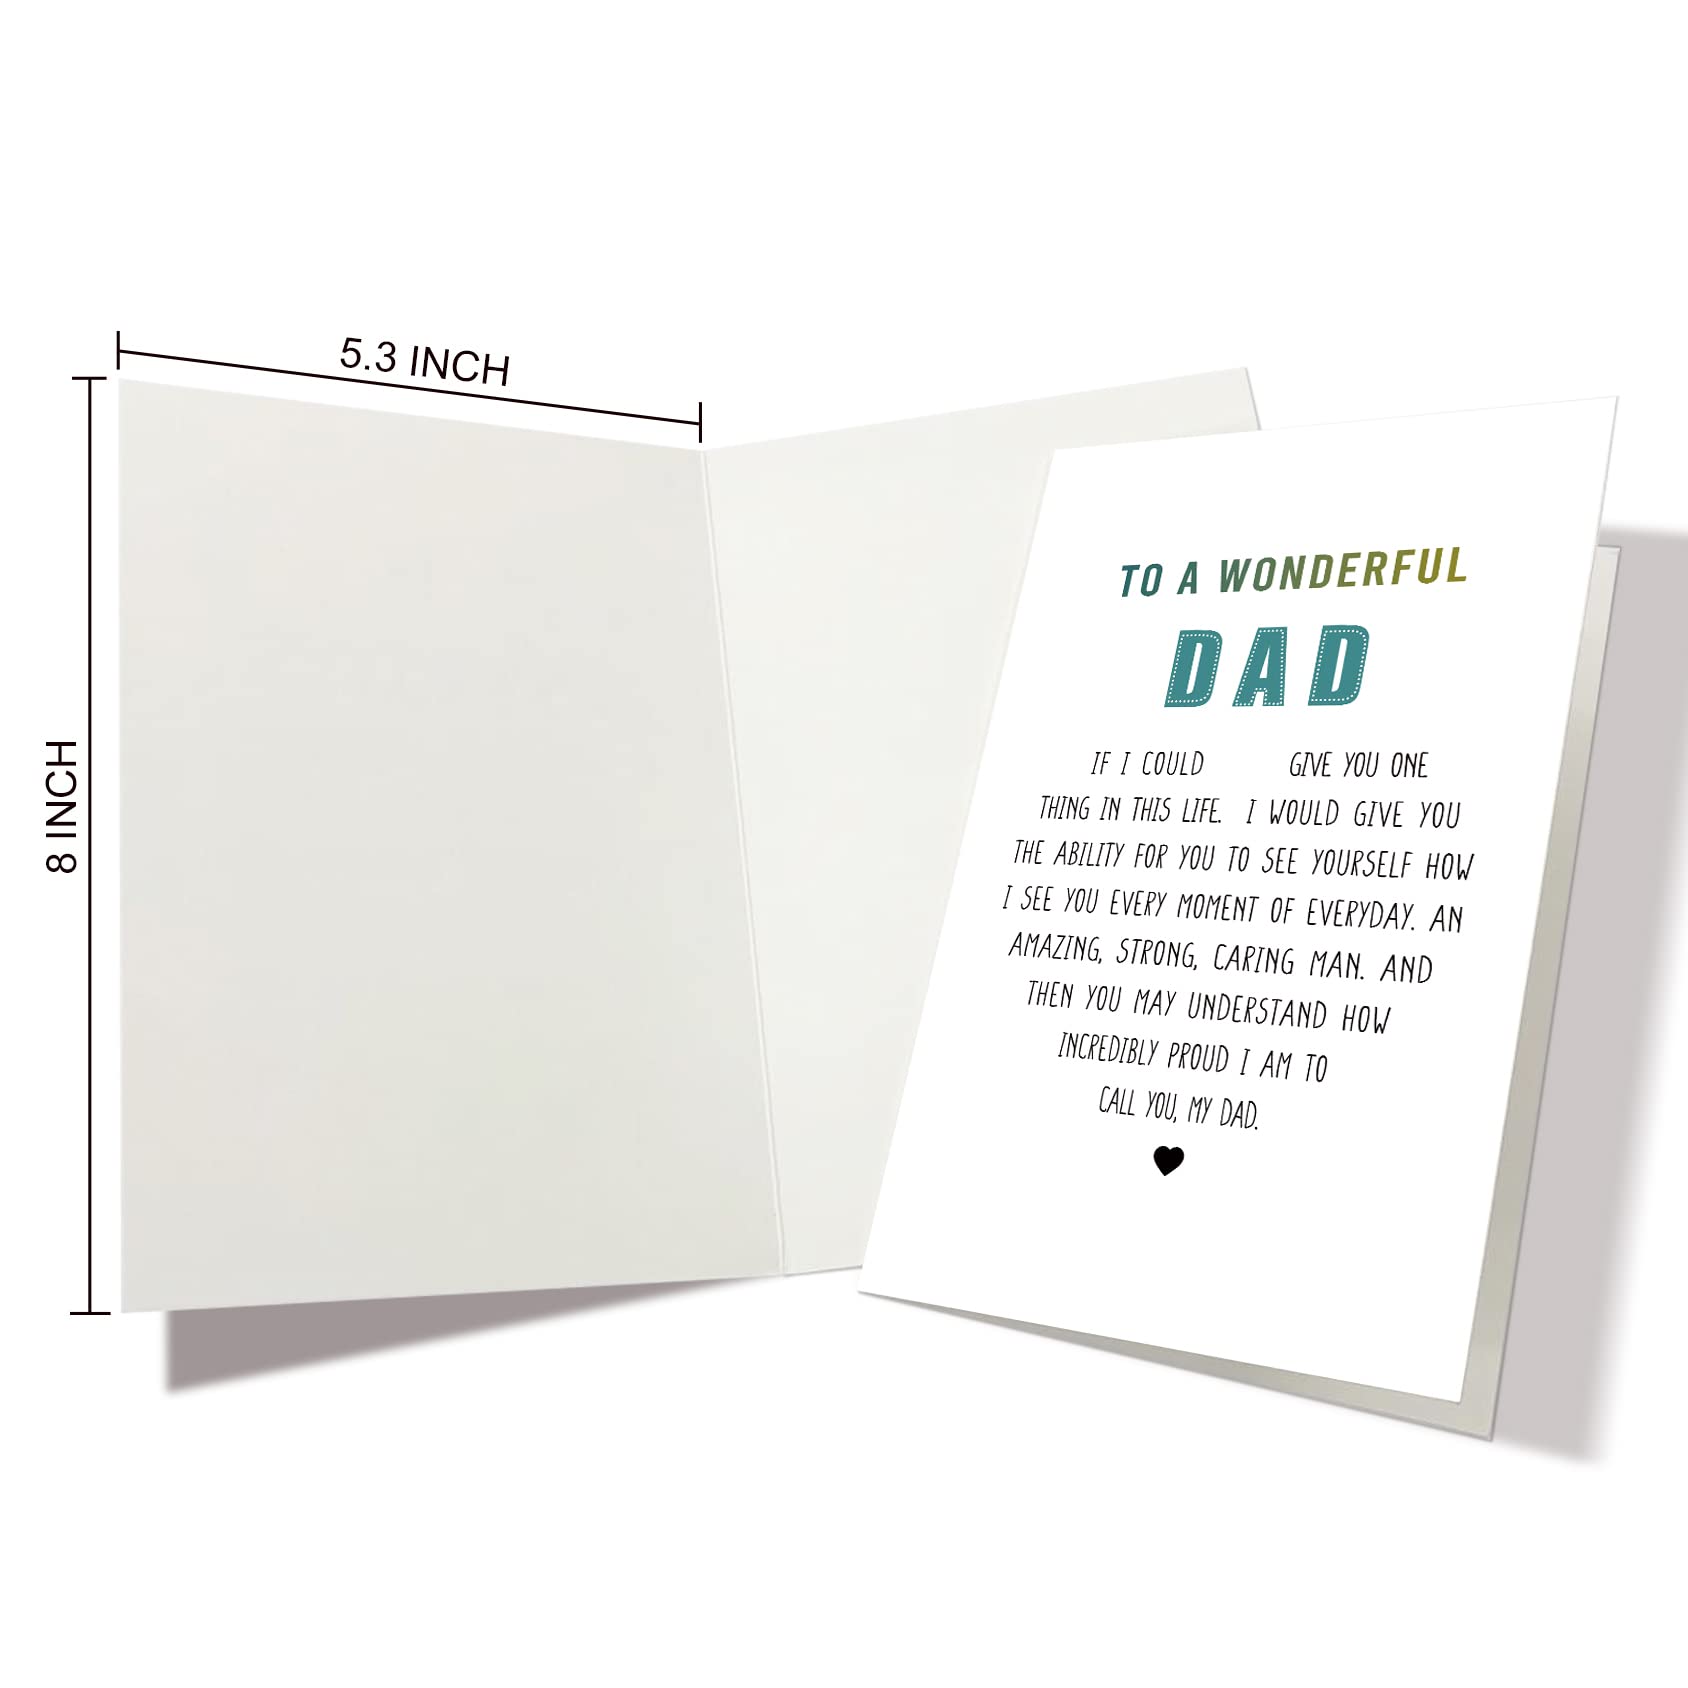 5.3 INCH
8 INCH
TO A WONDERFUL
DAD
IF I COULD GIVE YOU ONE
THING IN THIS LIFE. I WOULD GIVE YOU
THE ABILITY FOR YOU TO SEE YOURSELF HOW
I SEE YOU EVERY MOMENT OF EVERYDAY. AN
AMAZING, STRONG, CARING MAN. AND
THEN YOU MAY UNDERSTAND HOW
INCREDIBLY PROUD I AM TO
CALL YOU, MY DAD.